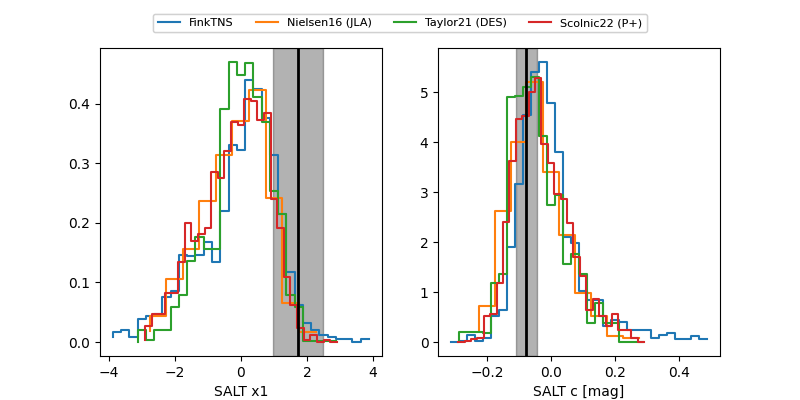 FinkTNS Nielsen16 (JLA) Taylor21 (DES) Scolnic22 (P+)
0.4
0.3
0.2
0.1
0.0
−4 −2 0 2 4
SALT x1
5
4
3
2
1
0
−0.2 0.0 0.2 0.4
SALT c [mag]